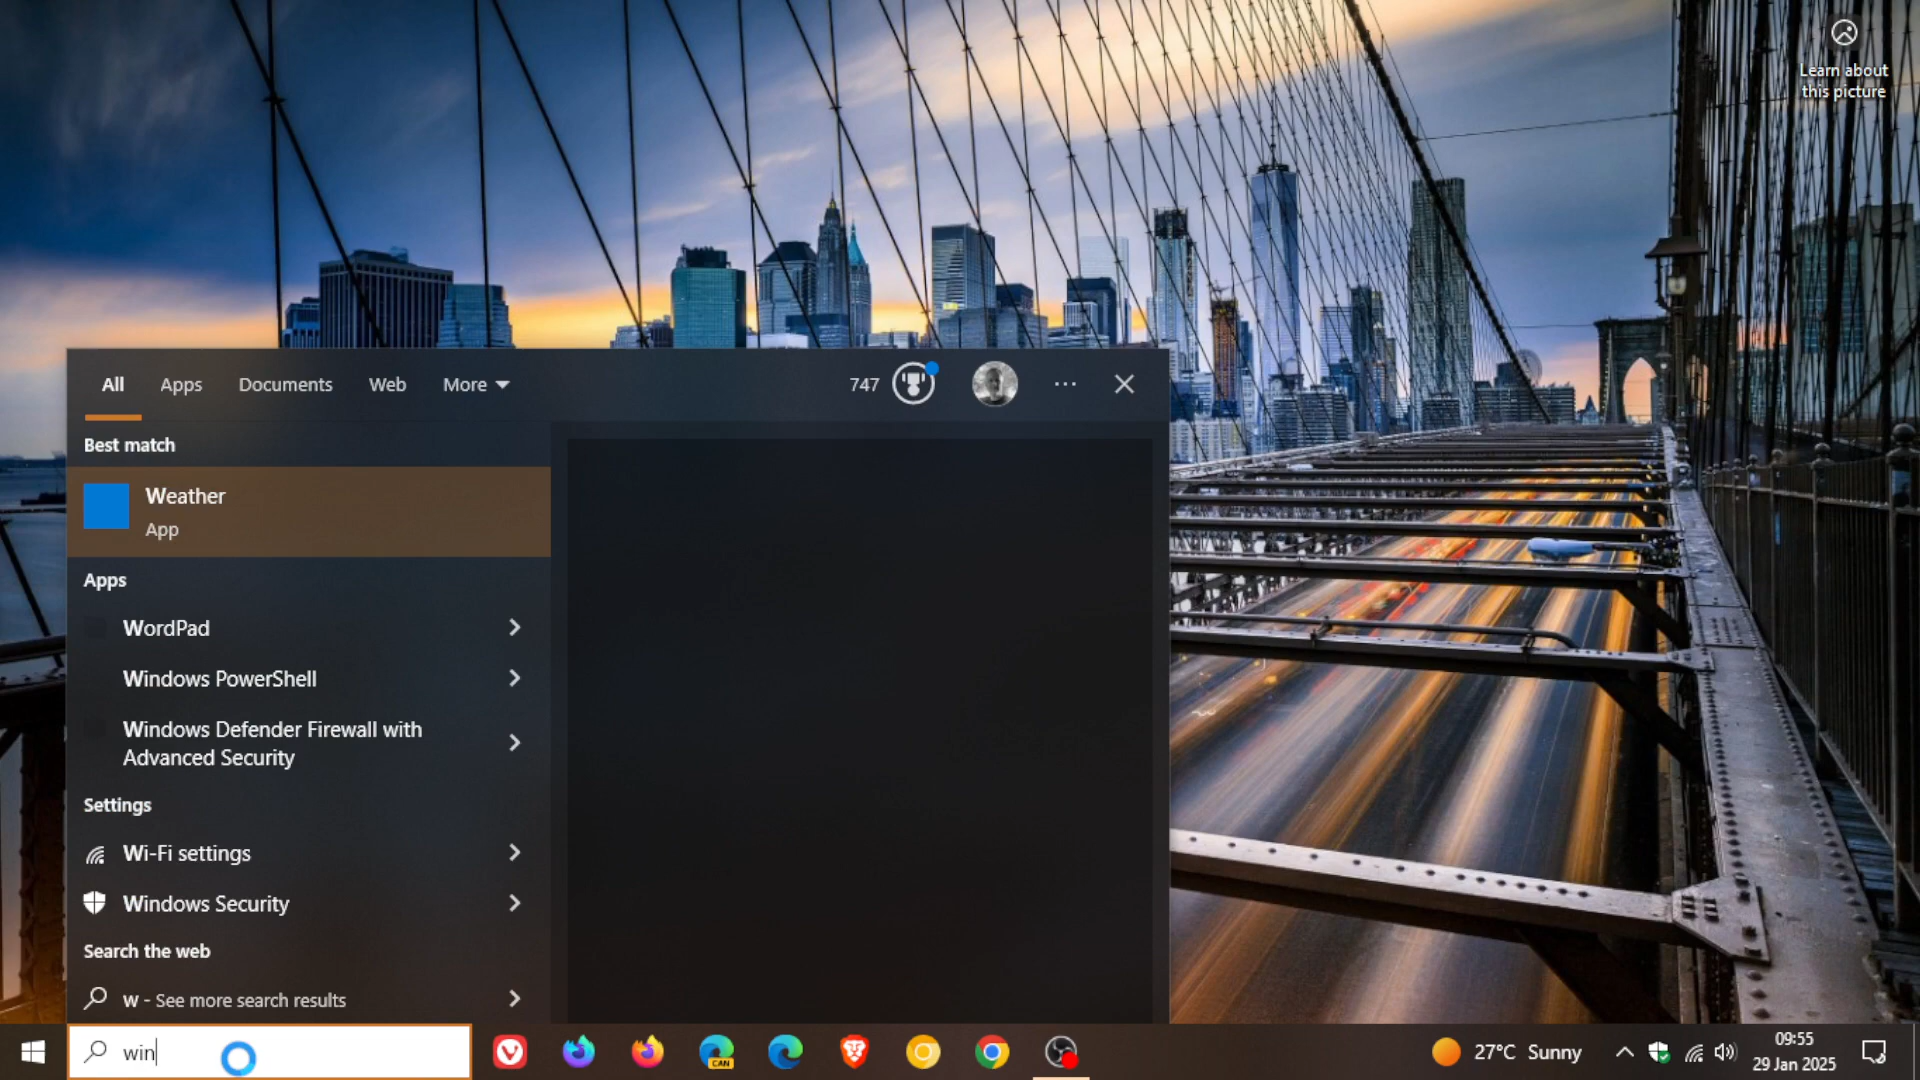 Learn about
this picture
All
Apps
Documents
Web
More
747
Best match
Weather
App
Apps
WordPad
Windows PowerShell
Windows Defender Firewall with
Advanced Security
Settings
Wi-Fi settings
Windows Security
Search the web
w - See more search results
win
CAN
27°C Sunny
09:55
29 Jan 2025